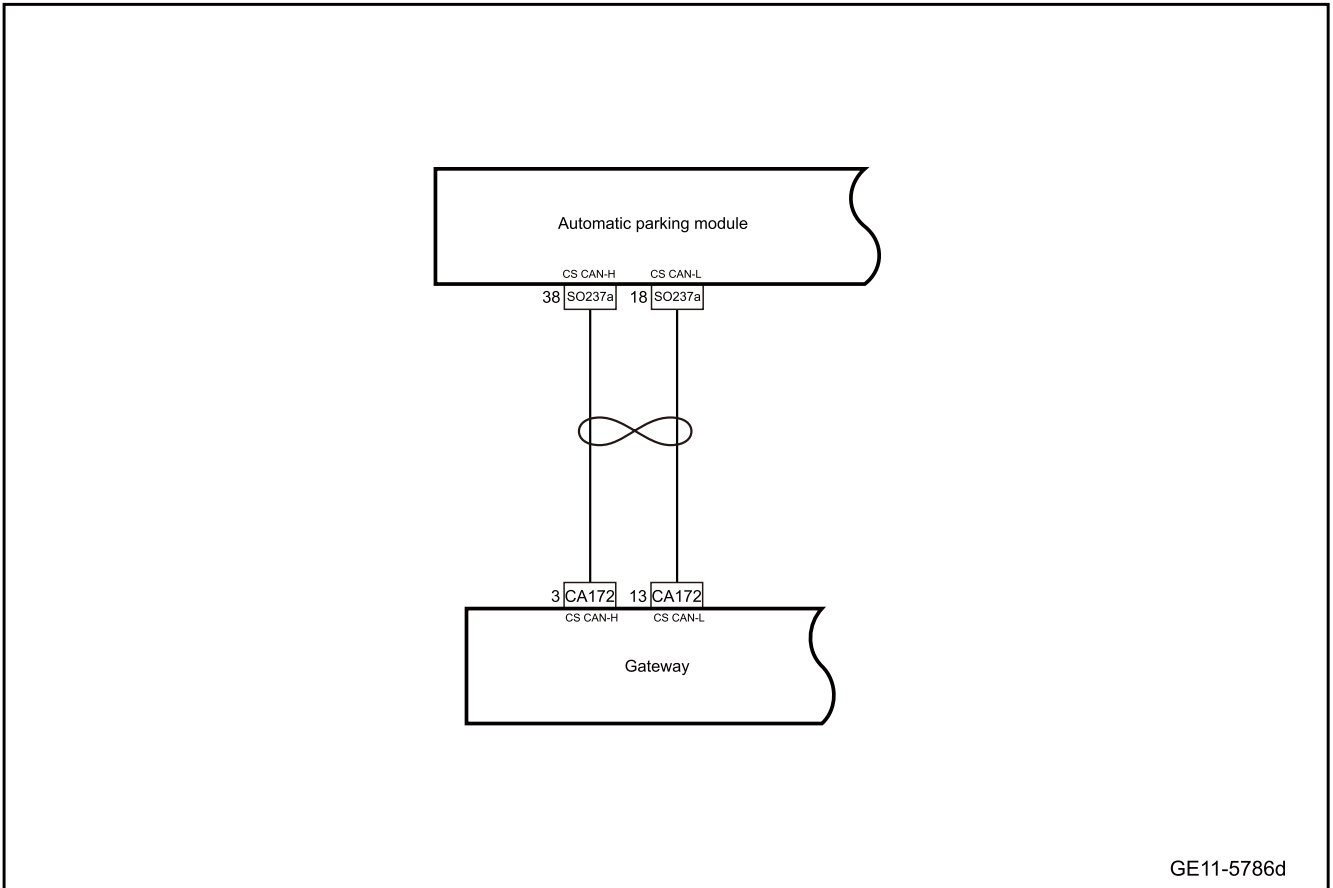 Automatic parking module
CS CAN-H CS CAN-L
38 SO237a 18 SO237a
3 CA172 13 CA172
CS CAN-H CS CAN-L
Gateway
GE11-5786d